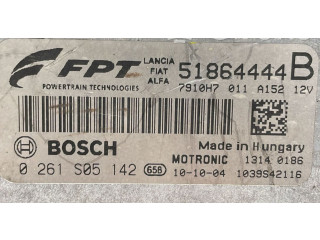 FPT
POWERTRAIN TECHNOLOGIES
LANCIA
FIAT
ALFA
51864444 B
7910H7 011 A152 12V
BOSCH
0 261 S05 142 658
Made in Hungary
MOTRONIC 1314 0186
10-10-04 1039S42116